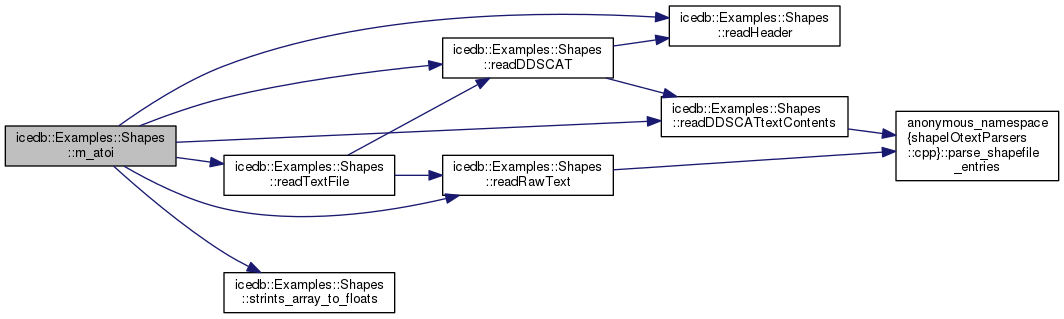 icedb::Examples::Shapes
::m_atoi
icedb::Examples::Shapes
::readHeader
icedb::Examples::Shapes
::readDDSCAT
icedb::Examples::Shapes
::readDDSCATtextContents
anonymous_namespace
{shapeIOtextParsers
::cpp}::parse_shapefile
_entries
icedb::Examples::Shapes
::readTextFile
icedb::Examples::Shapes
::readRawText
icedb::Examples::Shapes
::strints_array_to_floats